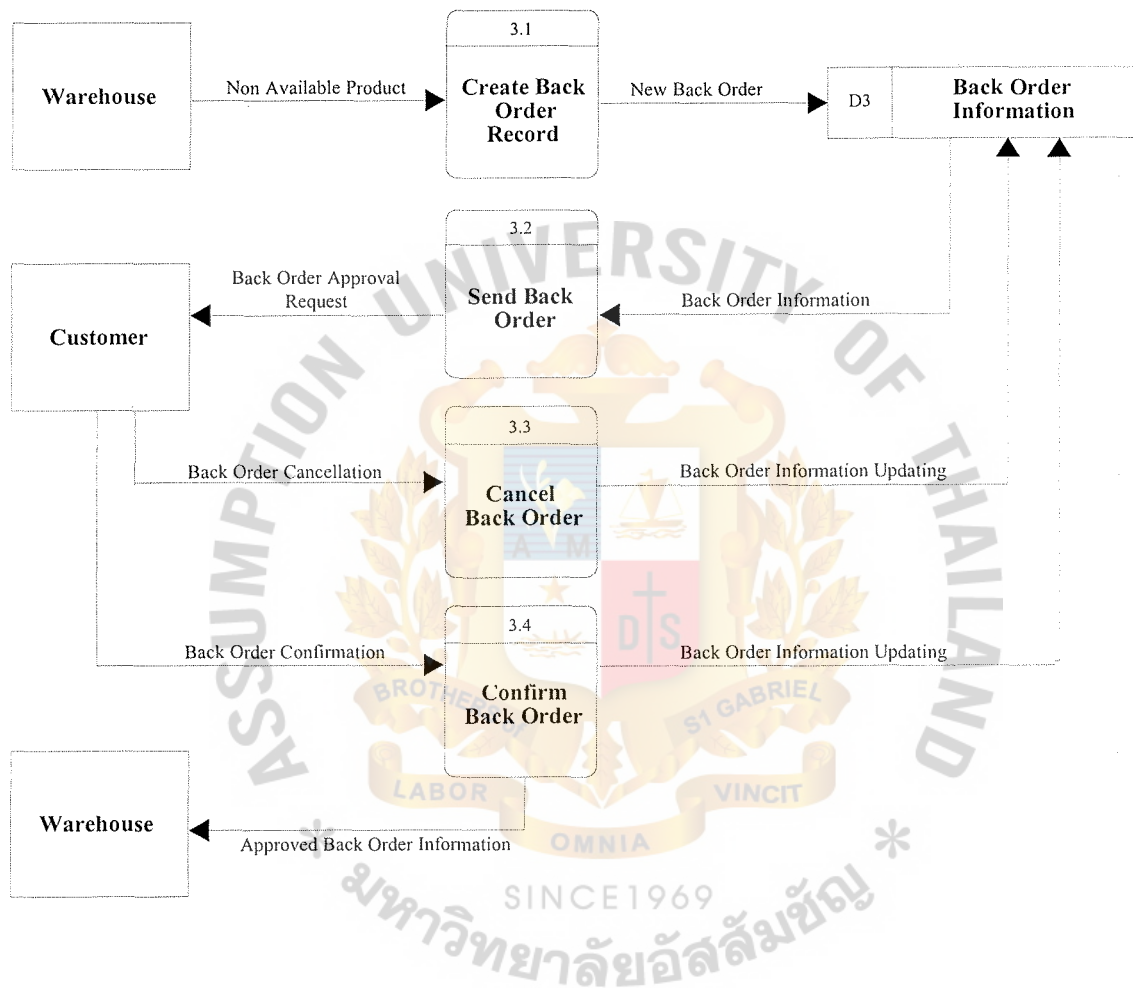 3.1
Warehouse
Non Available Product
Create Back
Order
Record
New Back Order
D3
Back Order
Information
3.2
Back Order Approval
Request
Send Back
Order
Back Order Information
Customer
3.3
Back Order Cancellation
Cancel
Back Order
Back Order Information Updating
3.4
Back Order Confirmation
Confirm
Back Order
Back Order Information Updating
Warehouse
Approved Back Order Information
ASSUMPTION UNIVERSITY OF THAILAND
A M
D S
BROTHERS OF
S1 GABRIEL
LABOR
VINCIT
OMNIA
SINCE1969
* มหาวิทยาลัยอัสสัมชัญ *